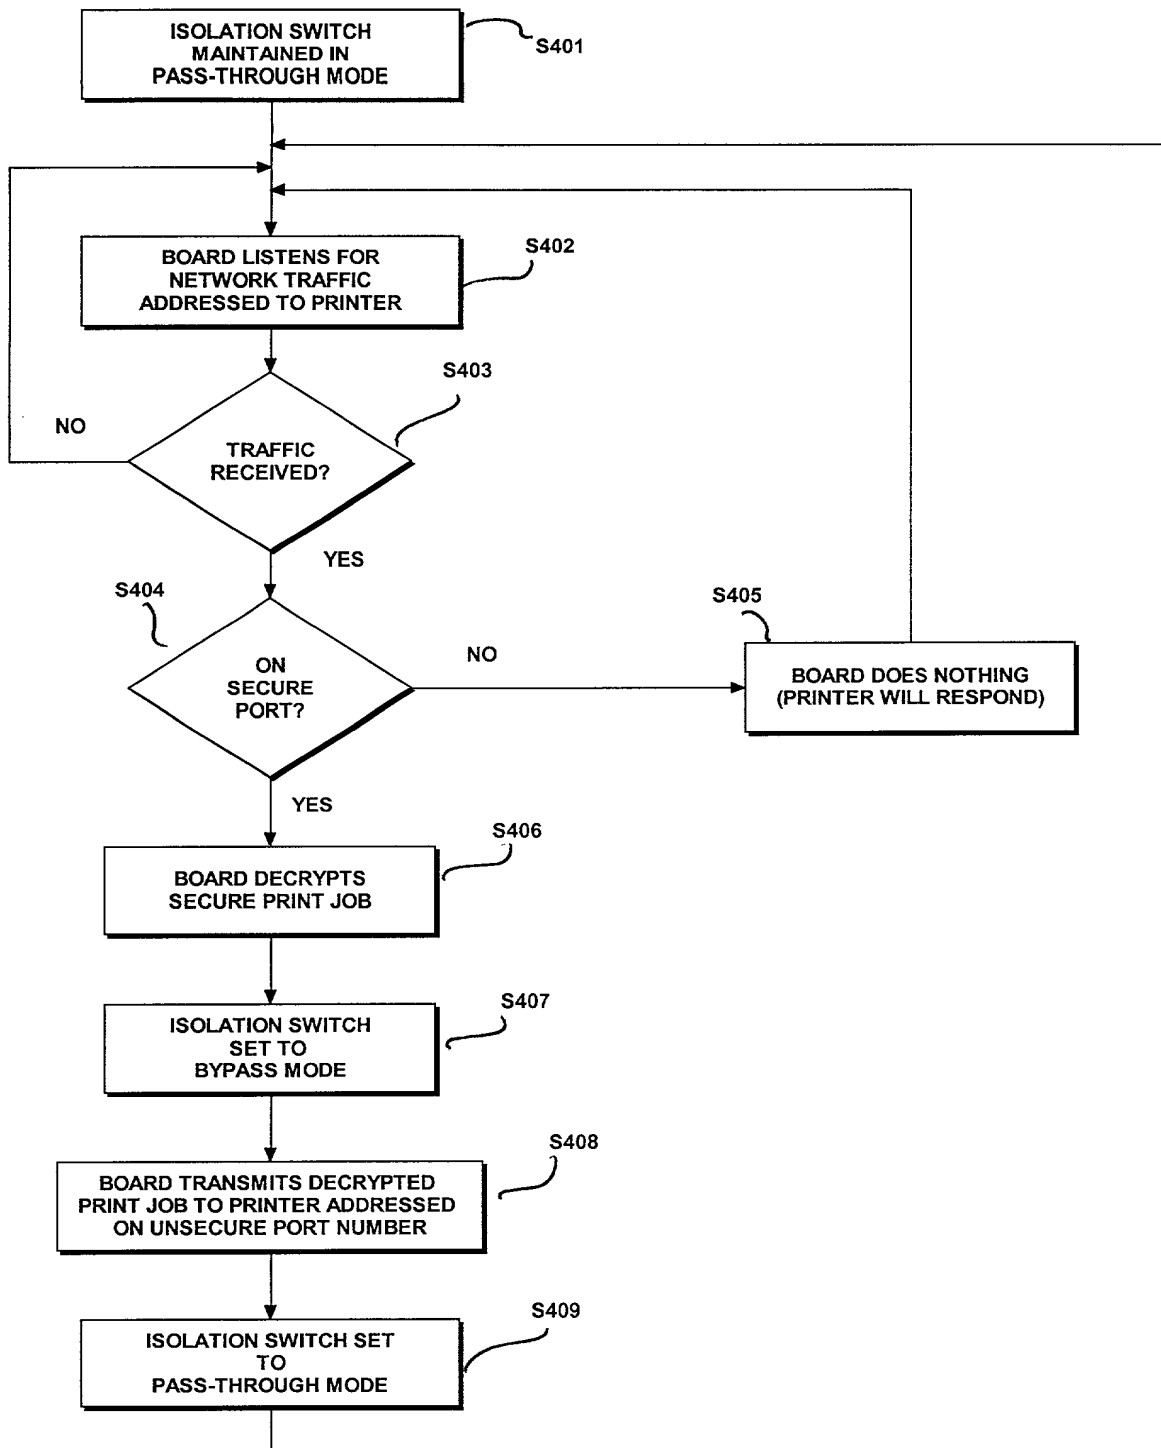 ISOLATION SWITCH
MAINTAINED IN
PASS-THROUGH MODE
S401
BOARD LISTENS FOR
NETWORK TRAFFIC
ADDRESSED TO PRINTER
S402
S403
NO
TRAFFIC
RECEIVED?
YES
S404
ON
SECURE
PORT?
NO
S405
BOARD DOES NOTHING
(PRINTER WILL RESPOND)
YES
S406
BOARD DECRYPTS
SECURE PRINT JOB
S407
ISOLATION SWITCH
SET TO
BYPASS MODE
S408
BOARD TRANSMITS DECRYPTED
PRINT JOB TO PRINTER ADDRESSED
ON UNSECURE PORT NUMBER
S409
ISOLATION SWITCH SET
TO
PASS-THROUGH MODE